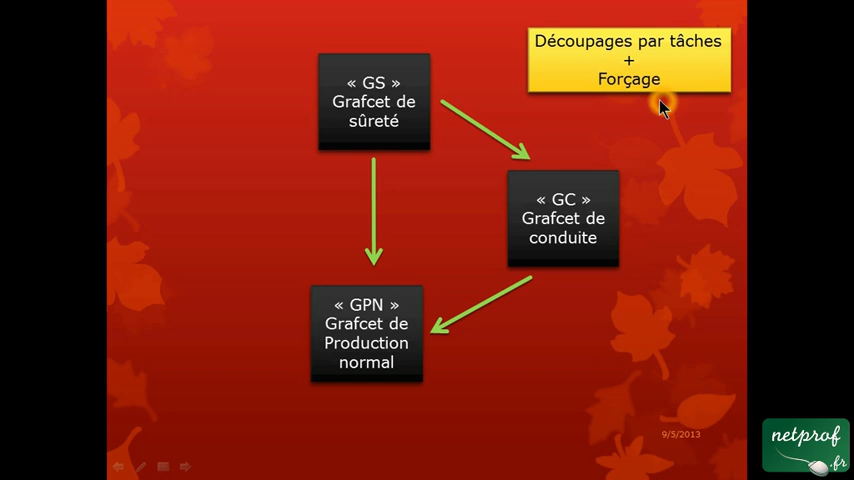 Découpages par tâches
+
Forçage
« GS »
Grafcet de
sûreté
« GC »
Grafcet de
conduite
« GPN »
Grafcet de
Production
normal
9/5/2013
netprof
.fr